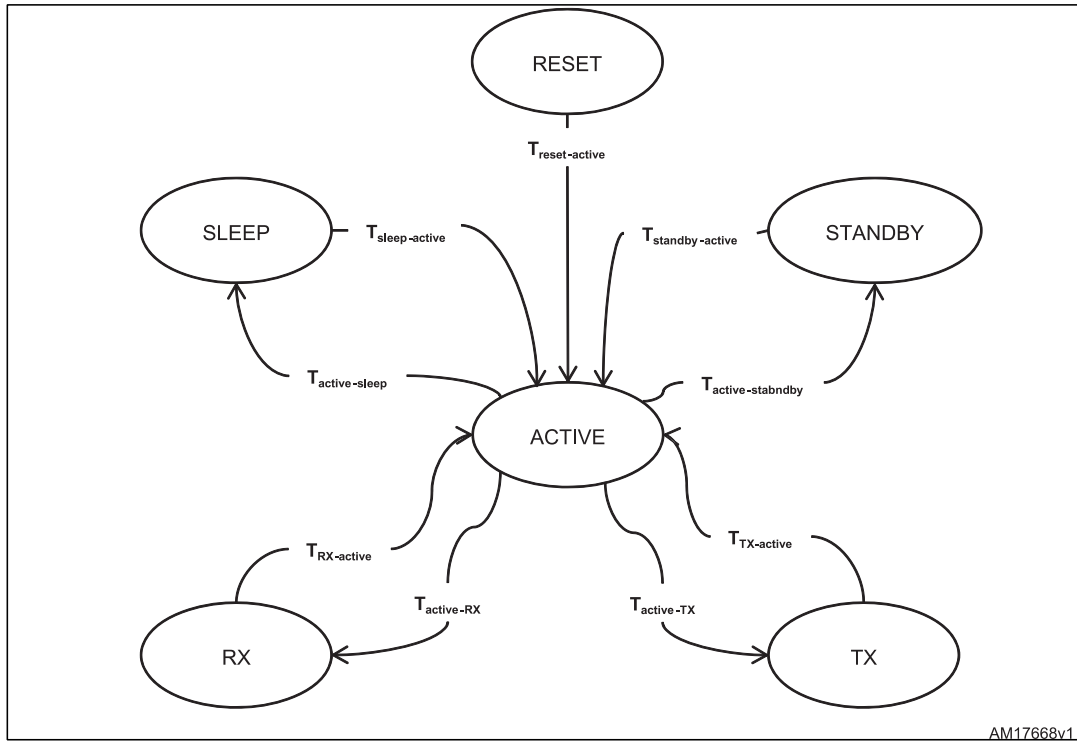 RESET
Treset-active
SLEEP
Tsleep-active
Tstandby-active
STANDBY
Tactive-sleep
Tactive-stabndby
ACTIVE
TRX-active
TTX-active
Tactive-RX
Tactive-TX
RX
TX
AM17668v1